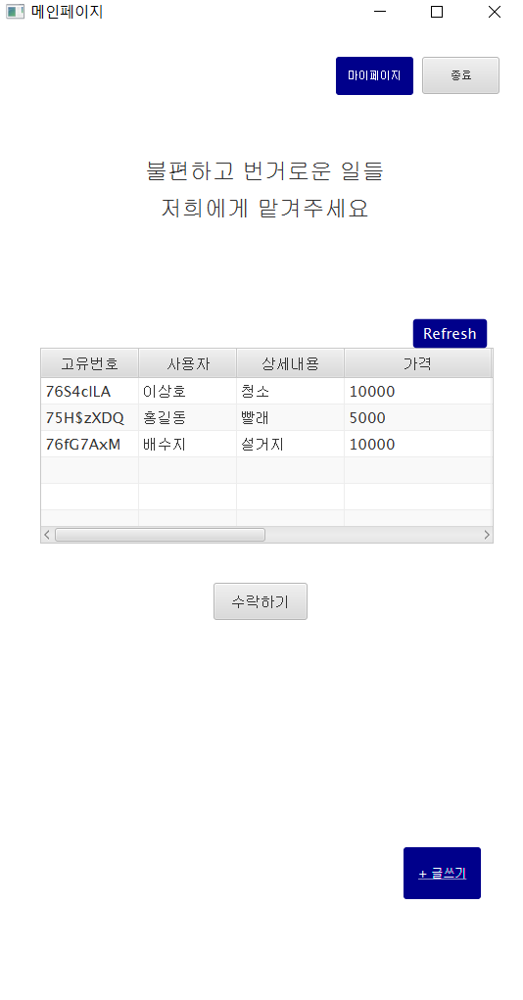 메인페이지
마이페이지 종료
불편하고 번거로운 일들
저희에게 맡겨주세요
Refresh
고유번호 사용자 상세내용 가격
76S4clLA 이상호 청소 10000
75H$zXDQ 홍길동 빨래 5000
76fG7AxM 배수지 설거지 10000
수락하기
+ 글쓰기